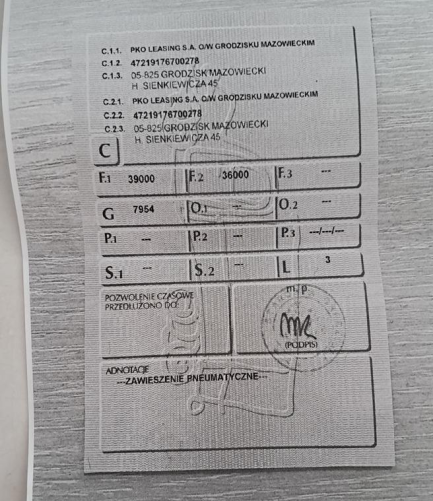 C.1.1. PKO LEASING S.A. O/W GRODZISKU MAZOWIECKIM
C.1.2. 47219176700278
C.1.3. 05-825 GRODZISK MAZOWIECKI
H. SIENKIEWICZA 45
C.2.1. PKO LEASING S.A. O/W GRODZISKU MAZOWIECKIM
C.2.2. 47219176700278
C.2.3. 05-825 GRODZISK MAZOWIECKI
H. SIENKIEWICZA 45
C
F.1 39000 F.2 36000 F.3 ---
G 7954 O.1 --- O.2 ---
P.1 --- P.2 --- P.3 ---/---/---
S.1 --- S.2 --- L 3
POZWOLENIE CZASOWE
PRZEDŁUŻONO DO:
m. p.
(PODPIS)
ADNOTACJE
---ZAWIESZENIE PNEUMATYCZNE---